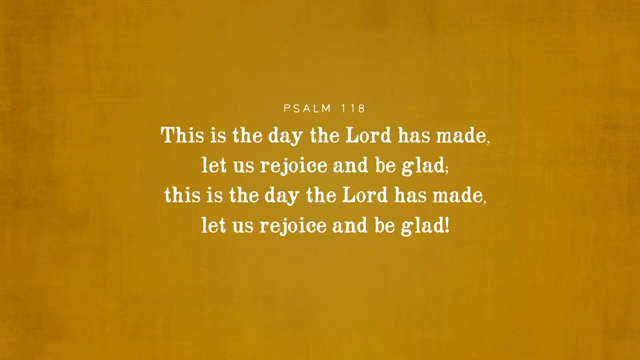 PSALM 118
This is the day the Lord has made,
let us rejoice and be glad;
this is the day the Lord has made,
let us rejoice and be glad!